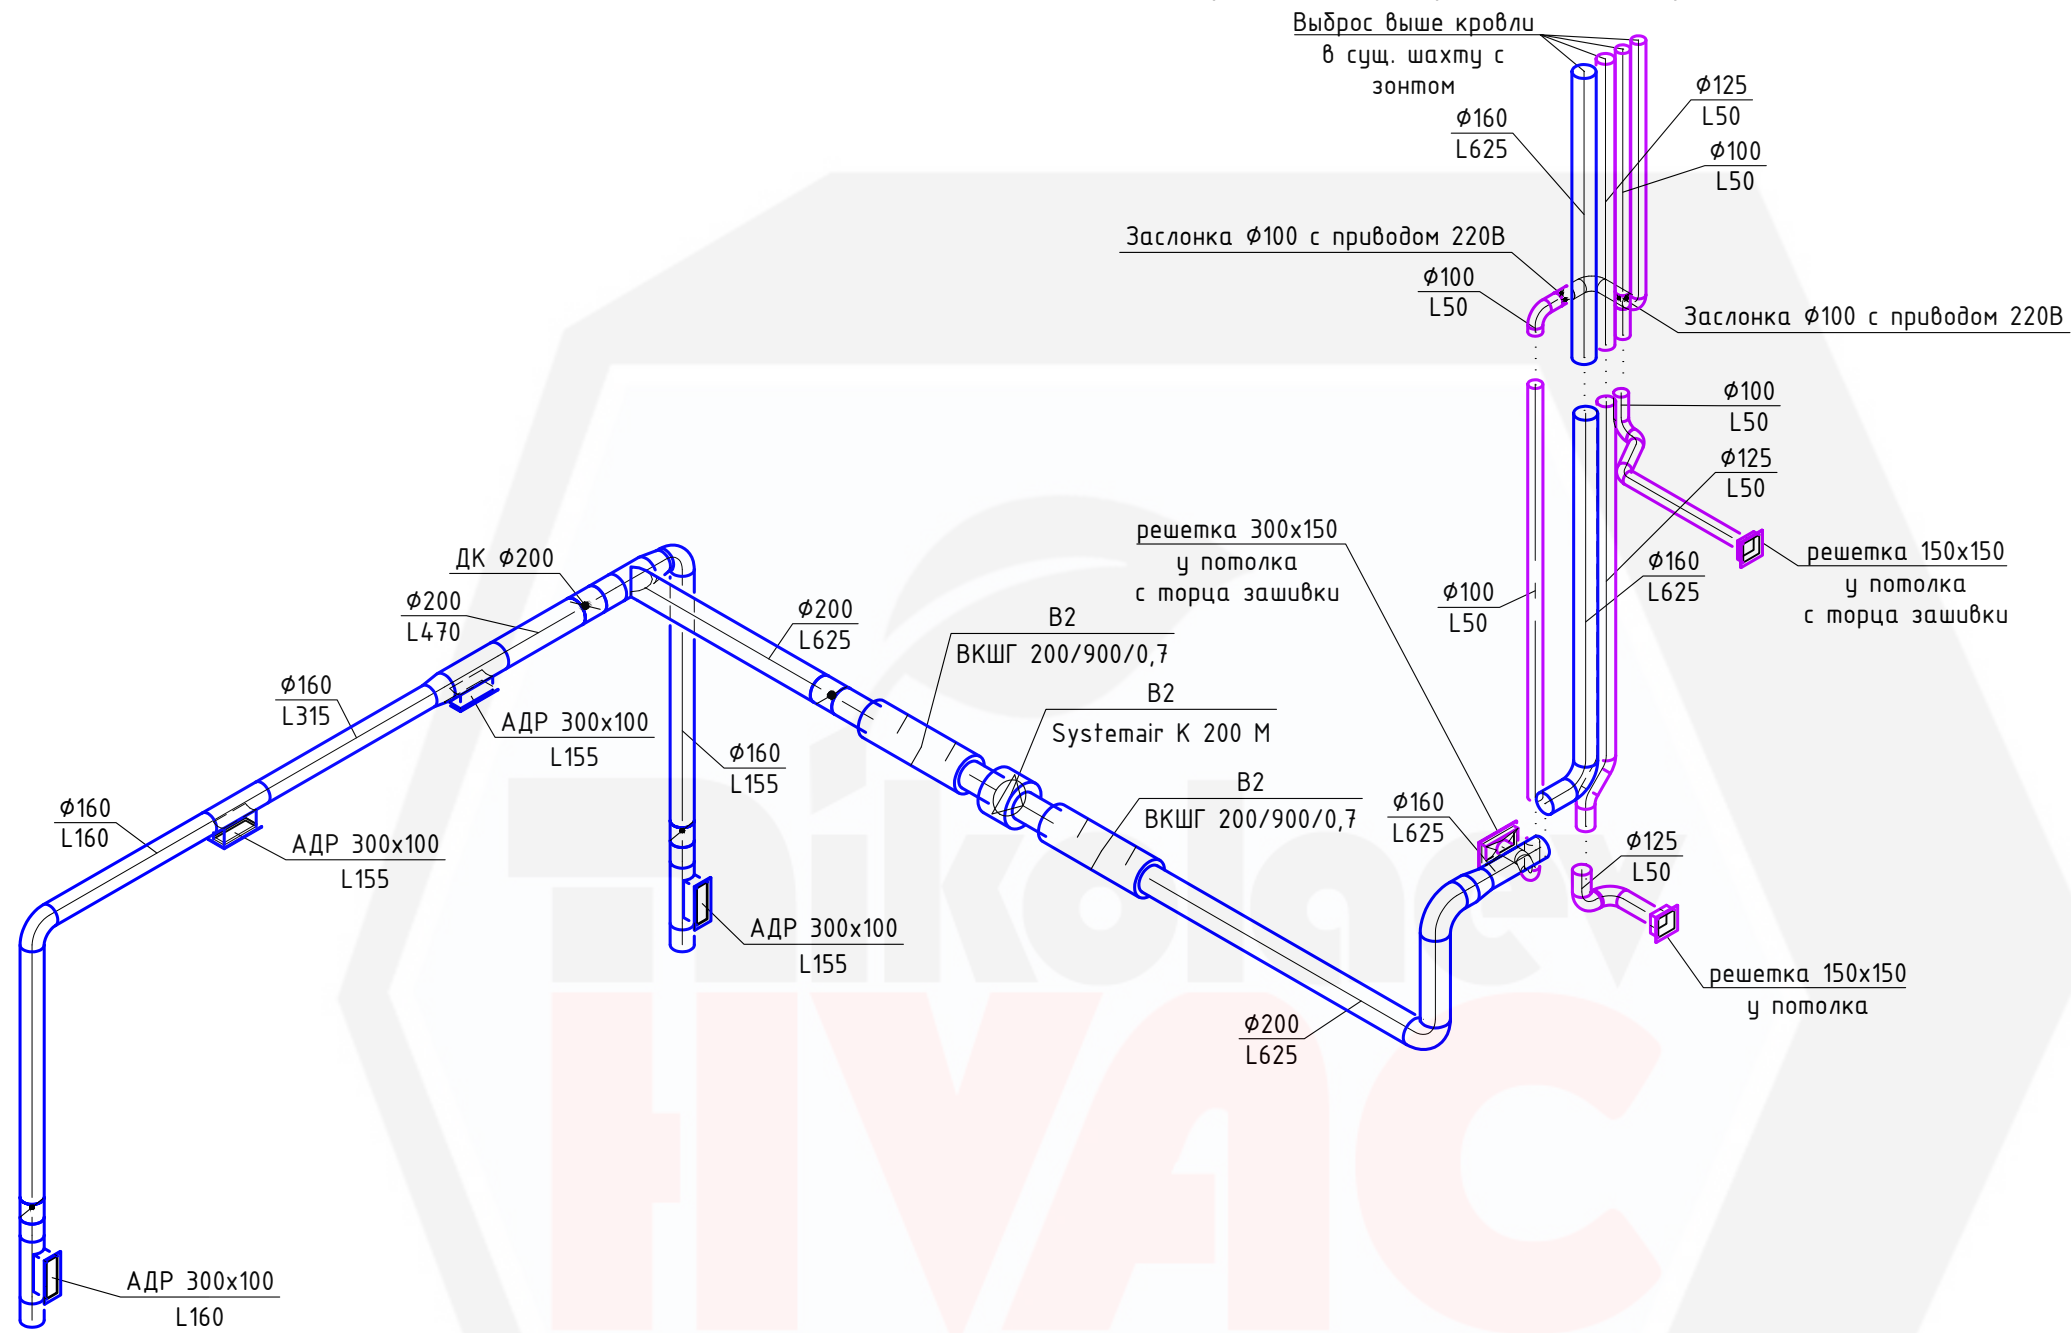 Выброс выше кровли
в сущ. шахту с
зонтом
Ф125
L50
Ф160
L625
Ф100
L50
Заслонка Ф100 с приводом 220В
Ф100
L50
Заслонка Ф100 с приводом 220В
Ф100
L50
Ф125
L50
решетка 300х150
у потолка
с торца зашивки
решетка 150х150
у потолка
с торца зашивки
Ф160
L625
Ф100
L50
ДК Ф200
Ф200
L470
Ф200
L625
В2
ВКШГ 200/900/0,7
В2
Systemair K 200 M
Ф160
L315
АДР 300х100
L155
Ф160
L155
В2
ВКШГ 200/900/0,7
Ф160
L160
АДР 300х100
L155
Ф160
L625
Ф125
L50
АДР 300х100
L155
решетка 150х150
у потолка
Ф200
L625
АДР 300х100
L160
nikolaev
HVAC